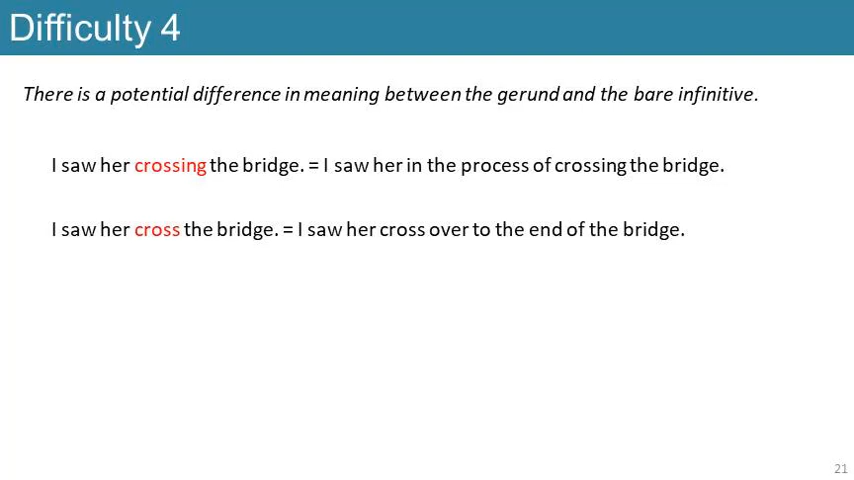 Difficulty 4
There is a potential difference in meaning between the gerund and the bare infinitive.
I saw her crossing the bridge. = I saw her in the process of crossing the bridge.
I saw her cross the bridge. = I saw her cross over to the end of the bridge.
21